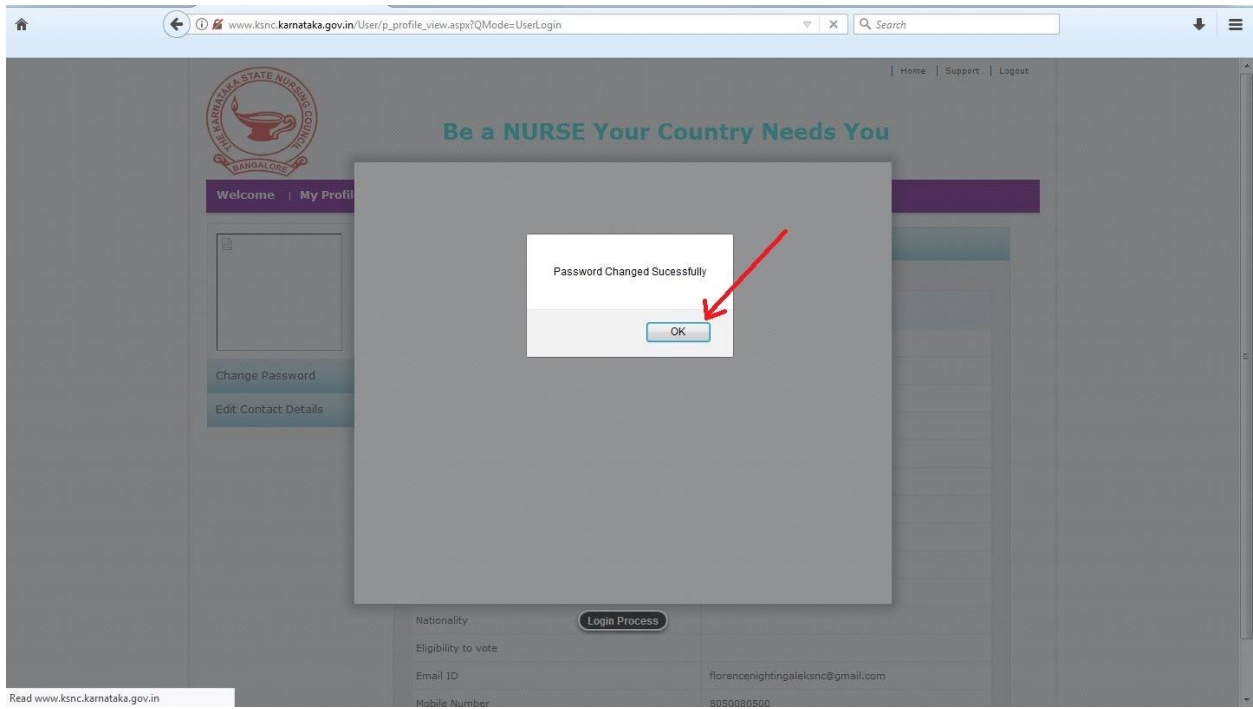 www.ksnc.karnataka.gov.in/User/p_profile_view.aspx?QMode=UserLogin
Search
| Home | Support | Logout
THE KARNATAKA STATE NURSING COUNCIL
BANGALORE
Be a NURSE Your Country Needs You
Welcome | My Profil
Password Changed Sucessfully
OK
Change Password
Edit Contact Details
Nationality
Login Process
Eligibility to vote
Email ID florencenightingaleksnc@gmail.com
Mobile Number 8050080500
Read www.ksnc.karnataka.gov.in